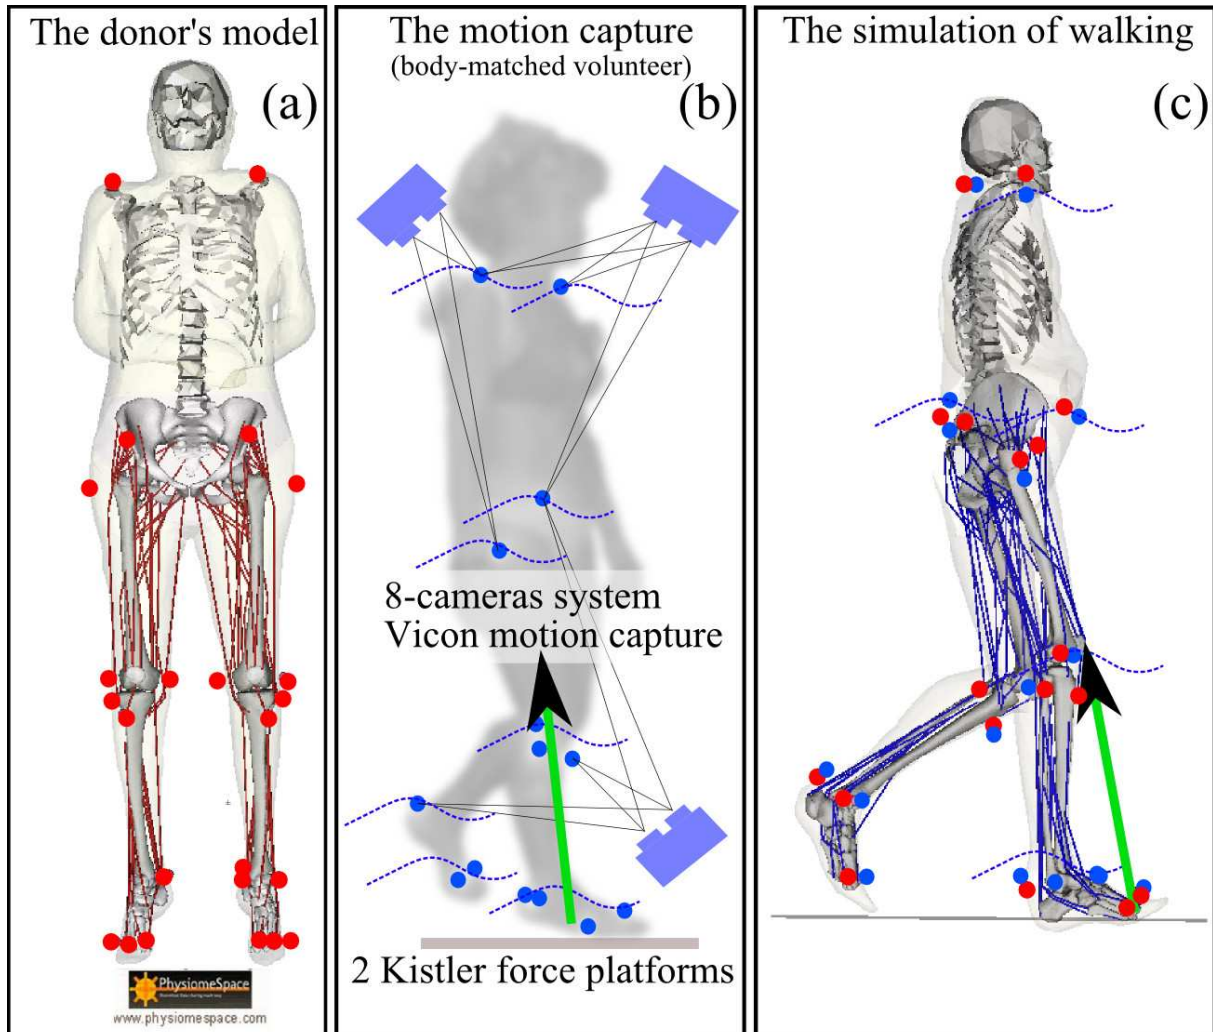 The donor's model
(a)
PhysiomeSpace
www.physiomespace.com
The motion capture
(body-matched volunteer)
(b)
8-cameras system
Vicon motion capture
2 Kistler force platforms
The simulation of walking
(c)